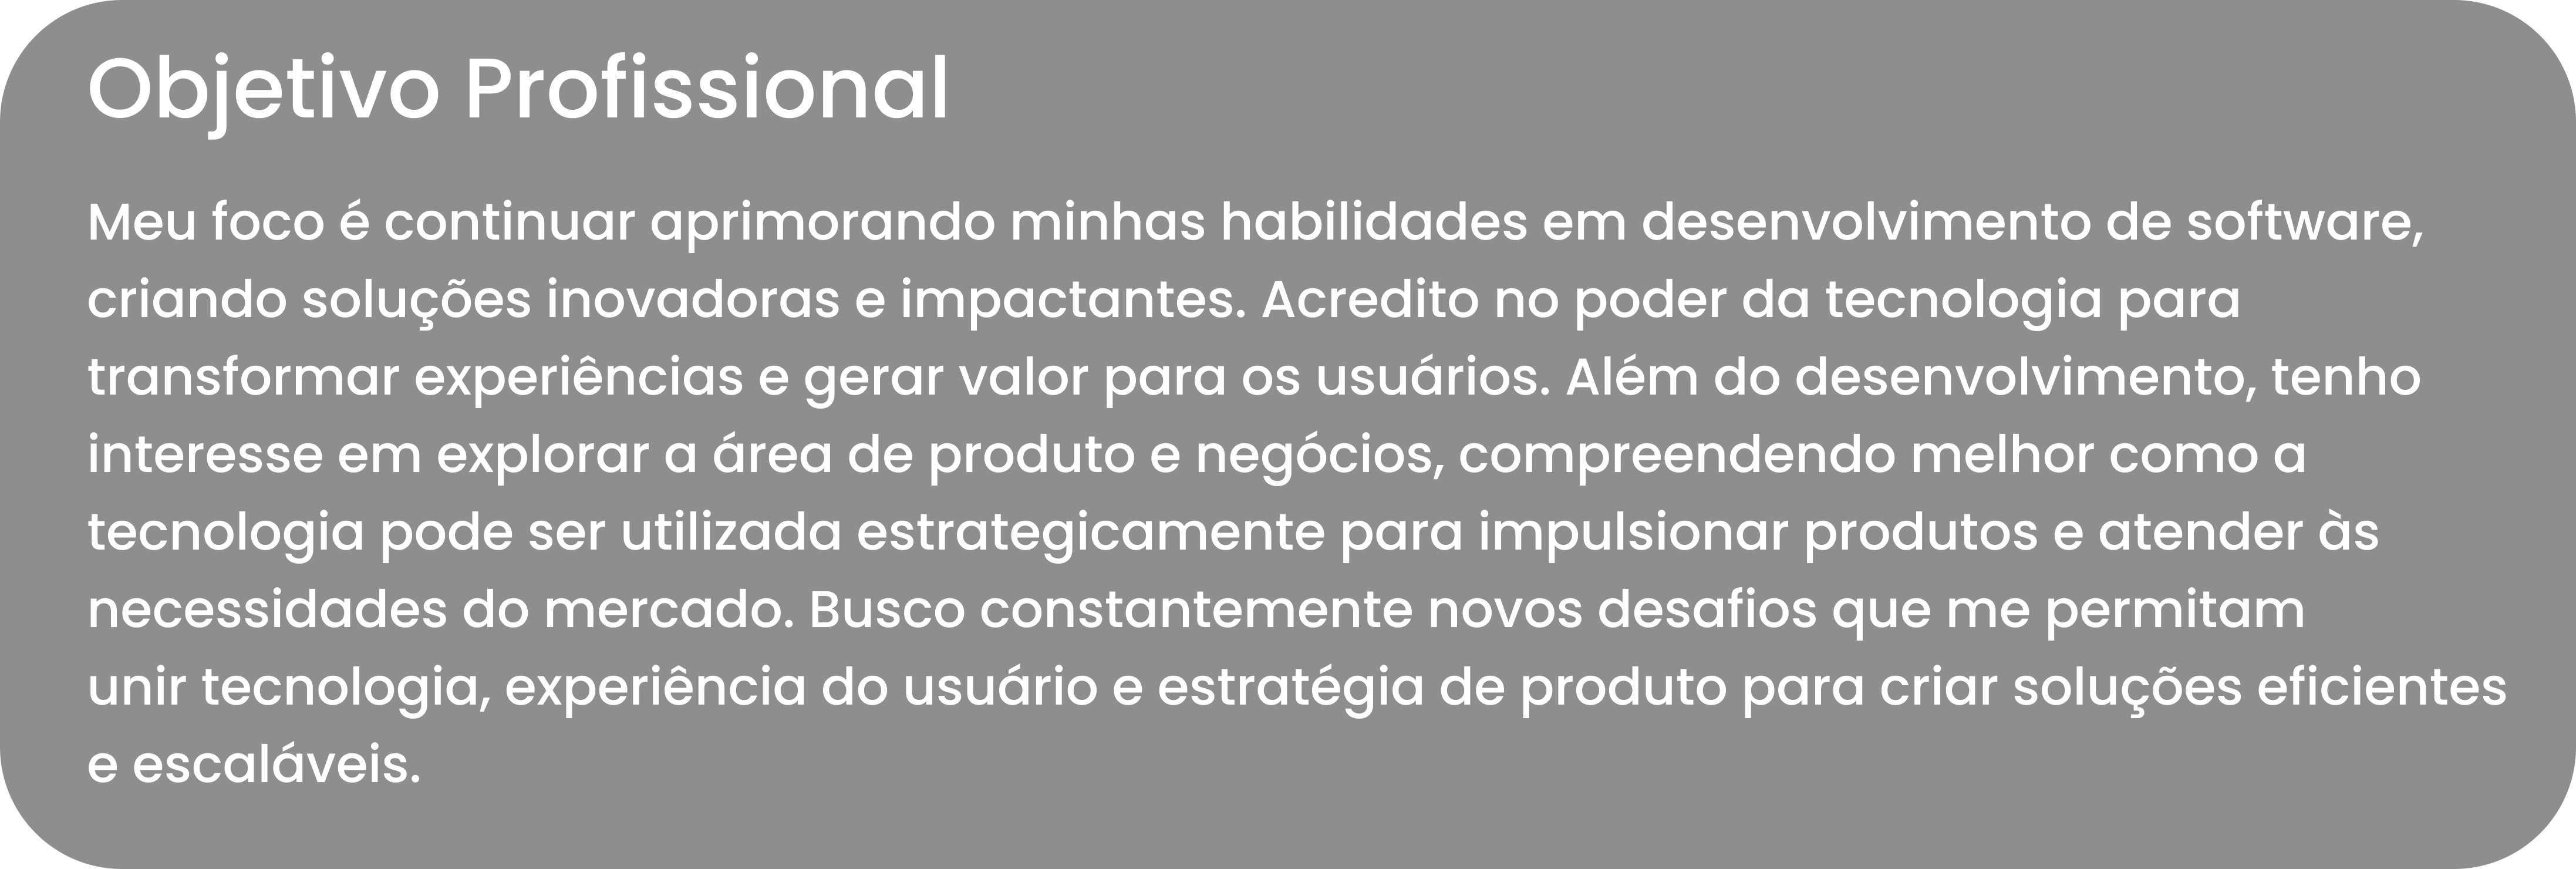 Objetivo Profissional
Meu foco é continuar aprimorando minhas habilidades em desenvolvimento de software,
criando soluções inovadoras e impactantes. Acredito no poder da tecnologia para
transformar experiências e gerar valor para os usuários. Além do desenvolvimento, tenho
interesse em explorar a área de produto e negócios, compreendendo melhor como a
tecnologia pode ser utilizada estrategicamente para impulsionar produtos e atender às
necessidades do mercado. Busco constantemente novos desafios que me permitam
unir tecnologia, experiência do usuário e estratégia de produto para criar soluções eficientes
e escaláveis.